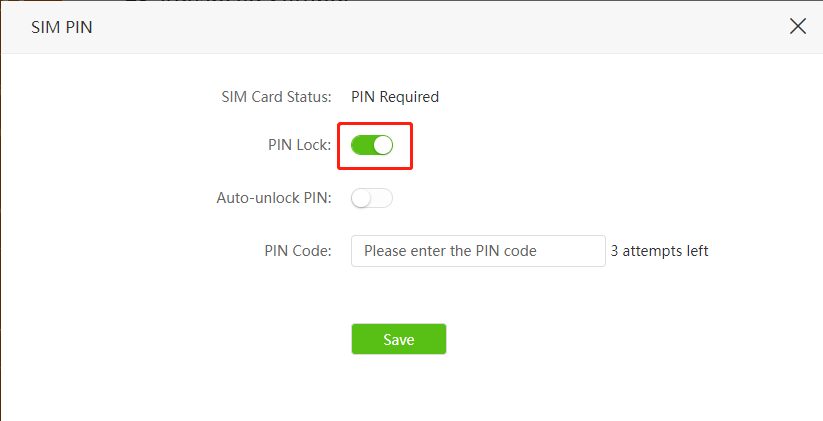 SIM PIN
SIM Card Status: PIN Required
PIN Lock:
Auto-unlock PIN:
PIN Code: Please enter the PIN code 3 attempts left
Save